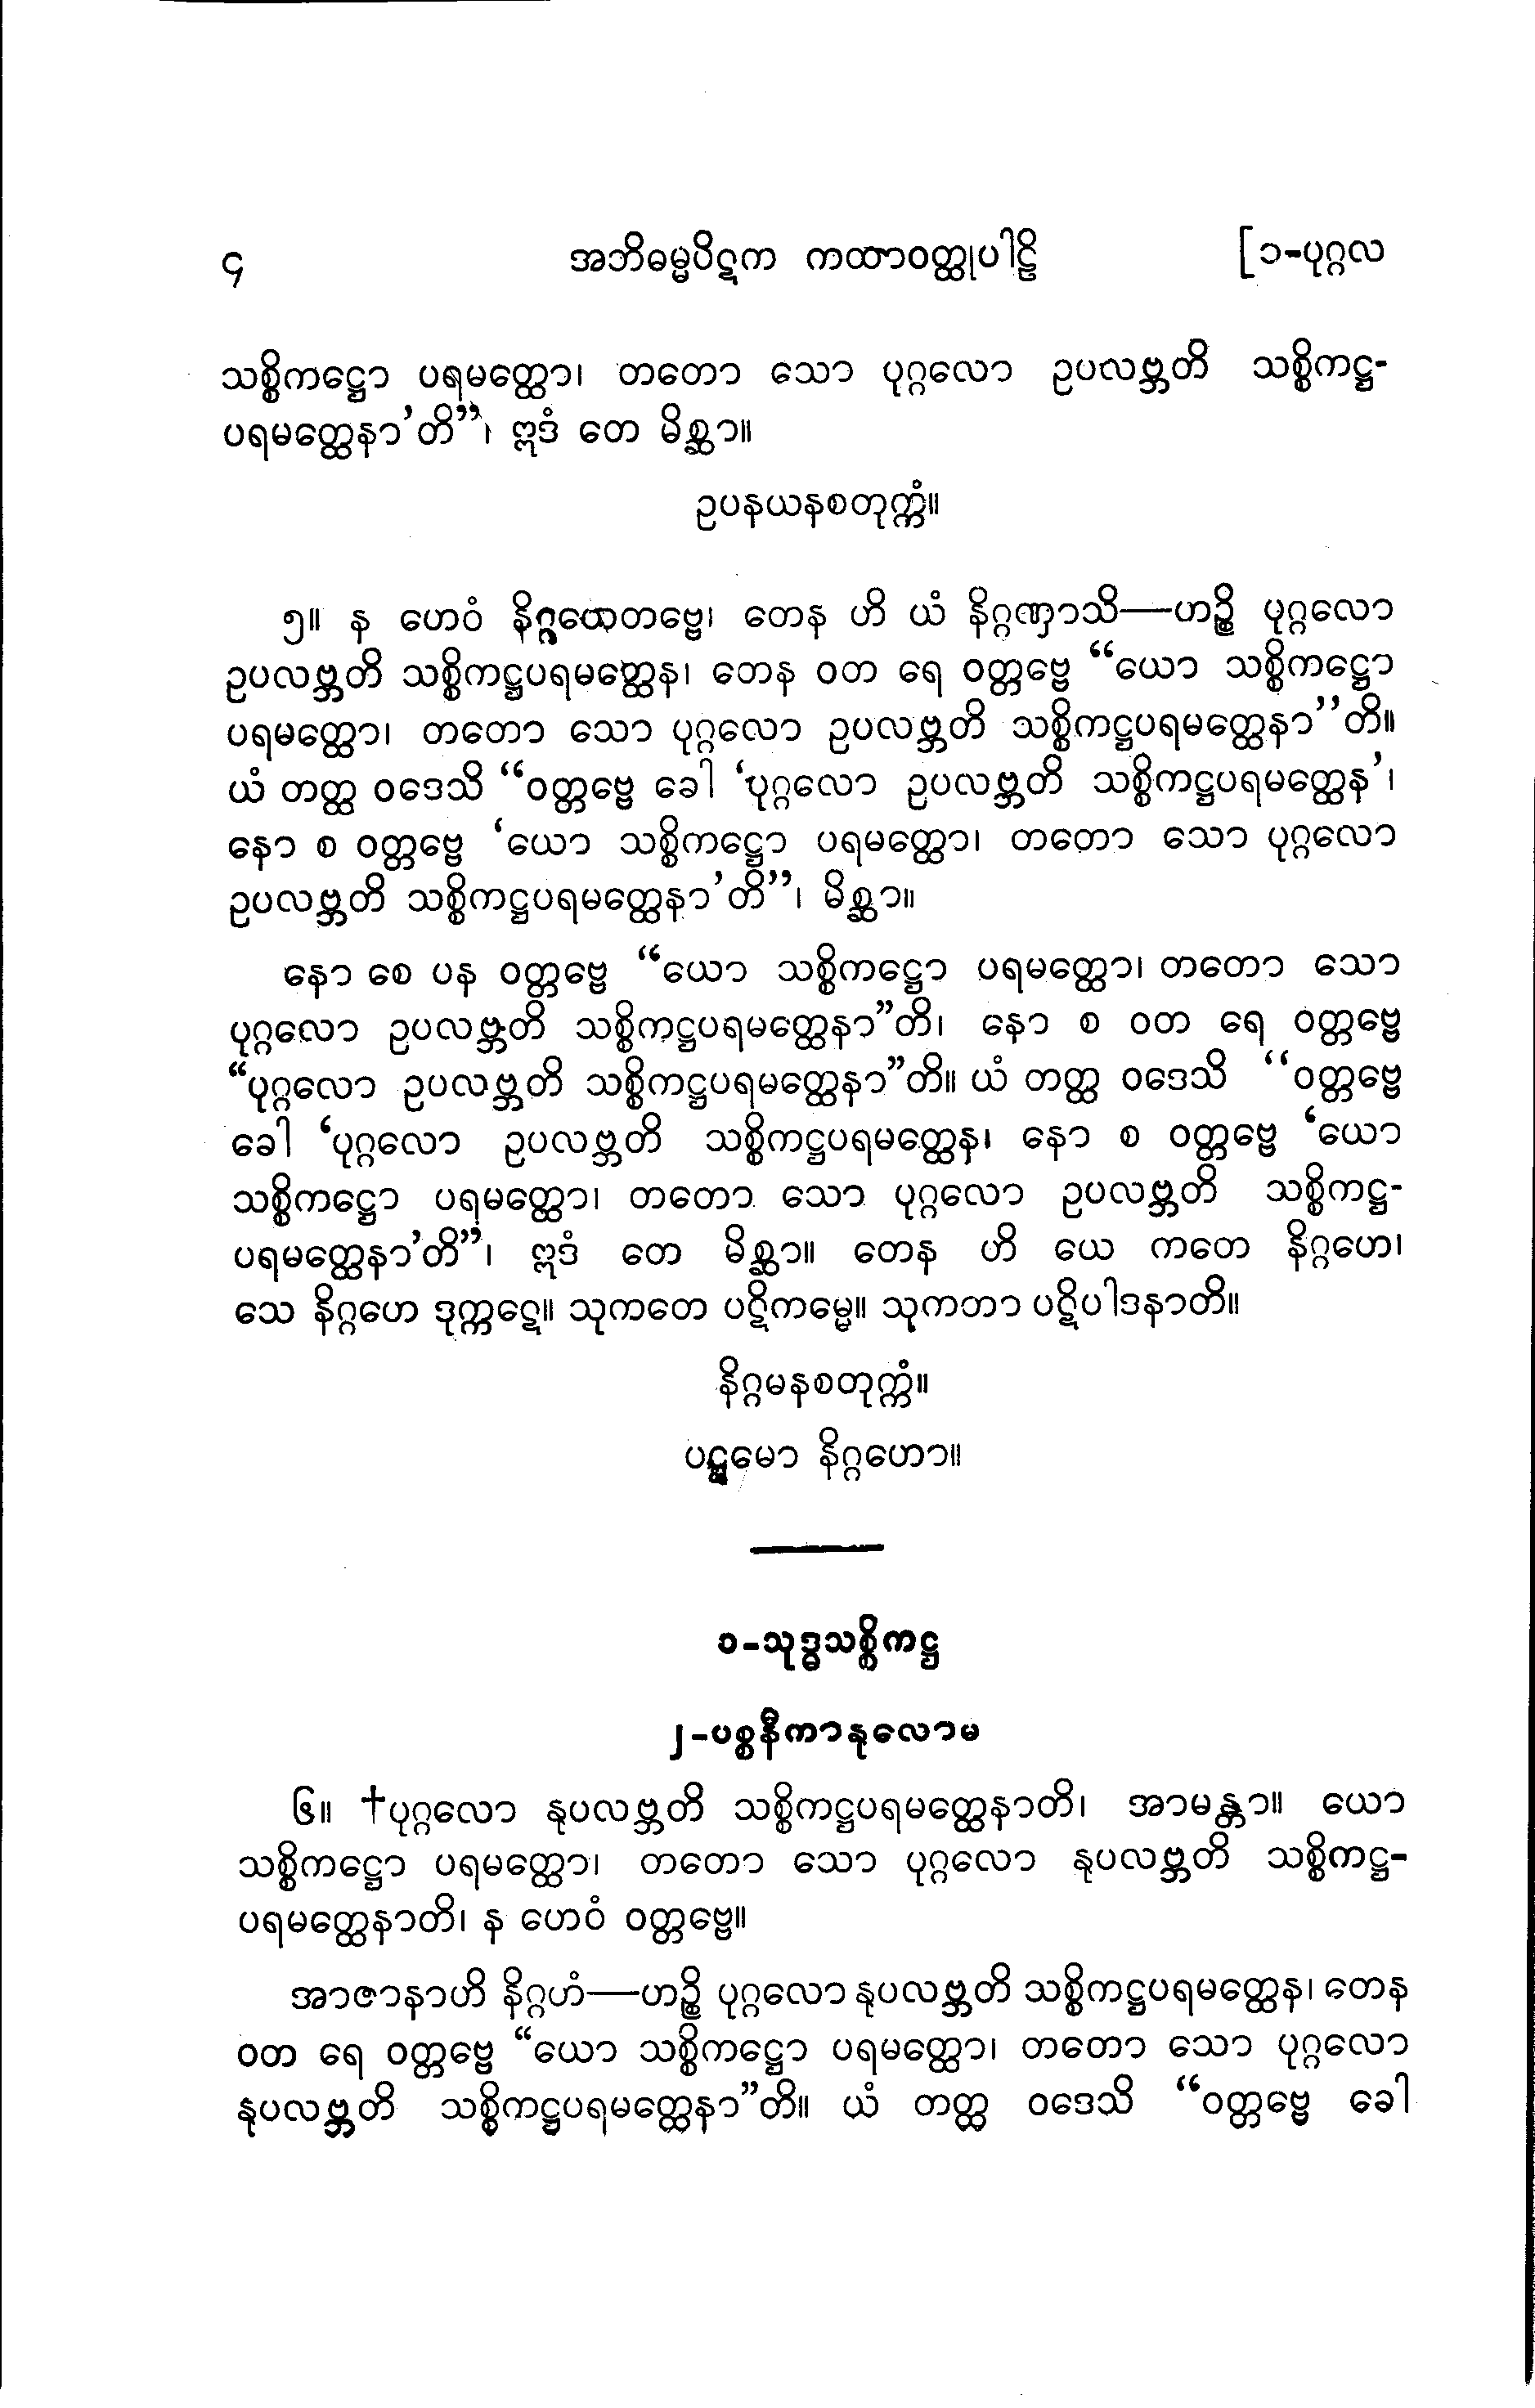 ၄ အဘိဓမ္မပိဋက ကထာဝတ္ထုပါဠိ [၁-ပုဂ္ဂလ
သစ္စိကဋ္ဌော ပရမတ္ထော၊ တတော သော ပုဂ္ဂလော ဥပလဗ္ဘတိ သစ္စိကဋ္ဌ-
ပရမတ္ထေနာ’တိ”၊ ဣဒံ တေ မိစ္ဆာ။
ဥပနယနစတုက္ကံ။
၅။ န ဟေဝံ နိဂ္ဂဟေတဗ္ဗေ၊ တေန ဟိ ယံ နိဂ္ဂဏှာသိ—ဟဉ္စိ ပုဂ္ဂလော
ဥပလဗ္ဘတိ သစ္စိကဋ္ဌပရမတ္ထေန၊ တေန ဝတ ရေ ဝတ္တဗ္ဗေ “ယော သစ္စိကဋ္ဌော
ပရမတ္ထော၊ တတော သော ပုဂ္ဂလော ဥပလဗ္ဘတိ သစ္စိကဋ္ဌပရမတ္ထေနာ’’တိ။
ယံ တတ္ထ ဝဒေသိ “ဝတ္တဗ္ဗေ ခေါ ‘ပုဂ္ဂလော ဥပလဗ္ဘတိ သစ္စိကဋ္ဌပရမတ္ထေန’၊
နော စ ဝတ္တဗ္ဗေ ‘ယော သစ္စိကဋ္ဌော ပရမတ္ထော၊ တတော သော ပုဂ္ဂလော
ဥပလဗ္ဘတိ သစ္စိကဋ္ဌပရမတ္ထေနာ’တိ”၊ မိစ္ဆာ။
နော စေ ပန ဝတ္တဗ္ဗေ “ယော သစ္စိကဋ္ဌော ပရမတ္ထော၊ တတော သော
ပုဂ္ဂလော ဥပလဗ္ဘတိ သစ္စိကဋ္ဌပရမတ္ထေနာ”တိ၊ နော စ ဝတ ရေ ဝတ္တဗ္ဗေ
“ပုဂ္ဂလော ဥပလဗ္ဘတိ သစ္စိကဋ္ဌပရမတ္ထေနာ”တိ။ ယံ တတ္ထ ဝဒေသိ ‘‘ဝတ္တဗ္ဗေ
ခေါ ‘ပုဂ္ဂလော ဥပလဗ္ဘတိ သစ္စိကဋ္ဌပရမတ္ထေန၊ နော စ ဝတ္တဗ္ဗေ ‘ယော
သစ္စိကဋ္ဌော ပရမတ္ထော၊ တတော သော ပုဂ္ဂလော ဥပလဗ္ဘတိ သစ္စိကဋ္ဌ-
ပရမတ္ထေနာ’တိ”၊ ဣဒံ တေ မိစ္ဆာ။ တေန ဟိ ယေ ကတေ နိဂ္ဂဟေ၊
သေ နိဂ္ဂဟေ ဒုက္ကဋေ။ သုကတေ ပဋိကမ္မေ။ သုကတာ ပဋိပါဒနာတိ။
နိဂ္ဂမနစတုက္ကံ။
ပဌမော နိဂ္ဂဟော။
၁-သုဒ္ဓသစ္စိကဋ္ဌ
၂-ပစ္စနီကာနုလောမ
၆။ †ပုဂ္ဂလော နုပလဗ္ဘတိ သစ္စိကဋ္ဌပရမတ္ထေနာတိ၊ အာမန္တာ။ ယော
သစ္စိကဋ္ဌော ပရမတ္ထော၊ တတော သော ပုဂ္ဂလော နုပလဗ္ဘတိ သစ္စိကဋ္ဌ-
ပရမတ္ထေနာတိ၊ န ဟေဝံ ဝတ္တဗ္ဗေ။
အာဇာနာဟိ နိဂ္ဂဟံ—ဟဉ္စိ ပုဂ္ဂလော နုပလဗ္ဘတိ သစ္စိကဋ္ဌပရမတ္ထေန၊ တေန
ဝတ ရေ ဝတ္တဗ္ဗေ “ယော သစ္စိကဋ္ဌော ပရမတ္ထော၊ တတော သော ပုဂ္ဂလော
နုပလဗ္ဘတိ သစ္စိကဋ္ဌပရမတ္ထေနာ”တိ။ ယံ တတ္ထ ဝဒေသိ “ဝတ္တဗ္ဗေ ခေါ